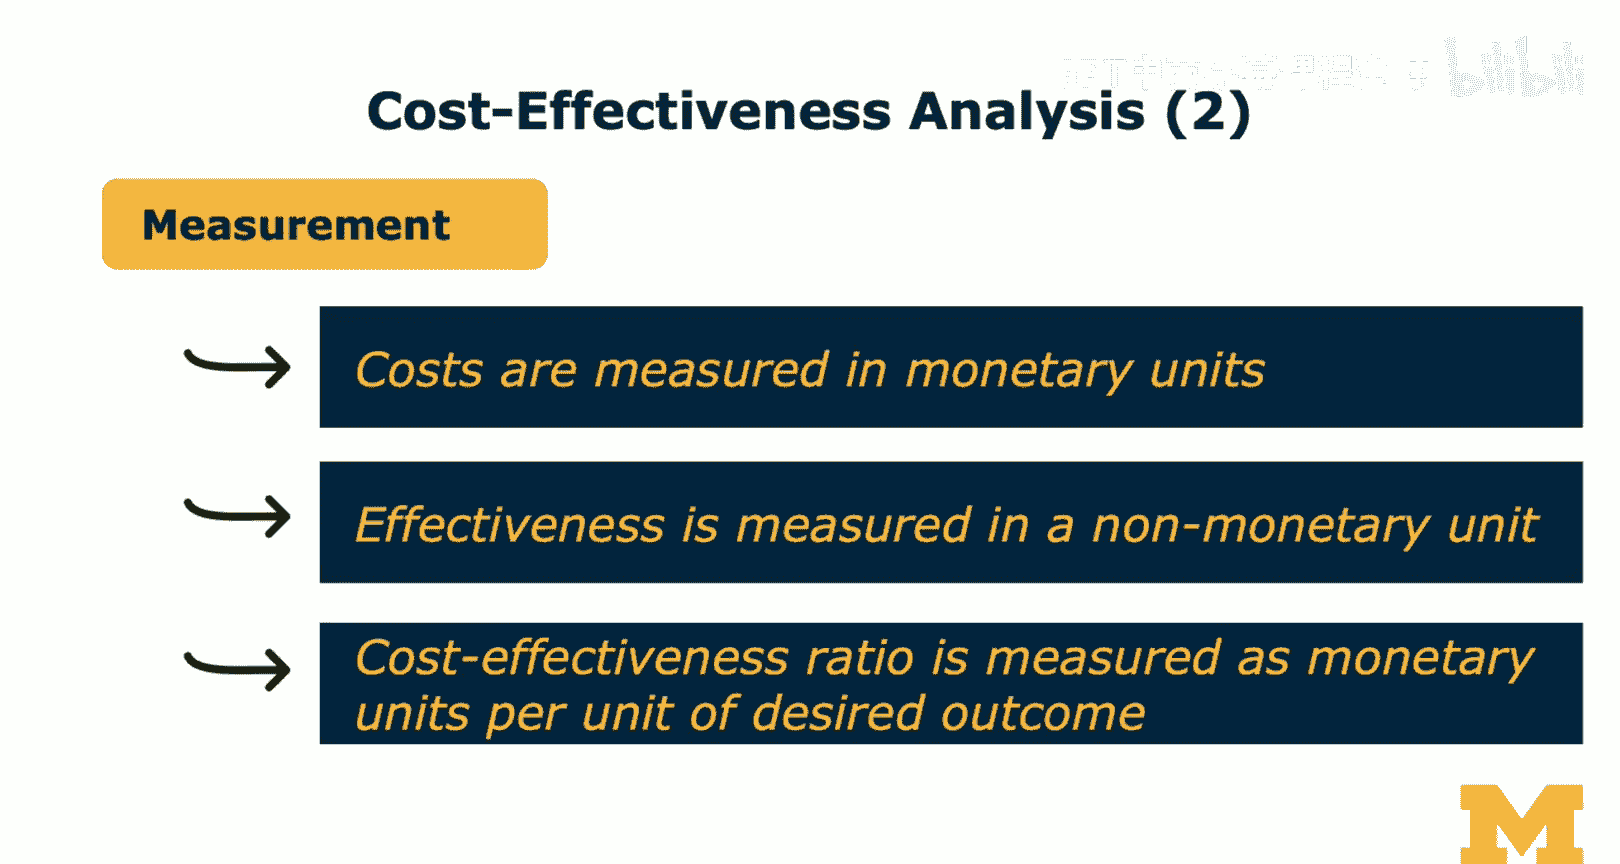 bilibili
Cost-Effectiveness Analysis (2)
Measurement
Costs are measured in monetary units
Effectiveness is measured in a non-monetary unit
Cost-effectiveness ratio is measured as monetary
units per unit of desired outcome
M